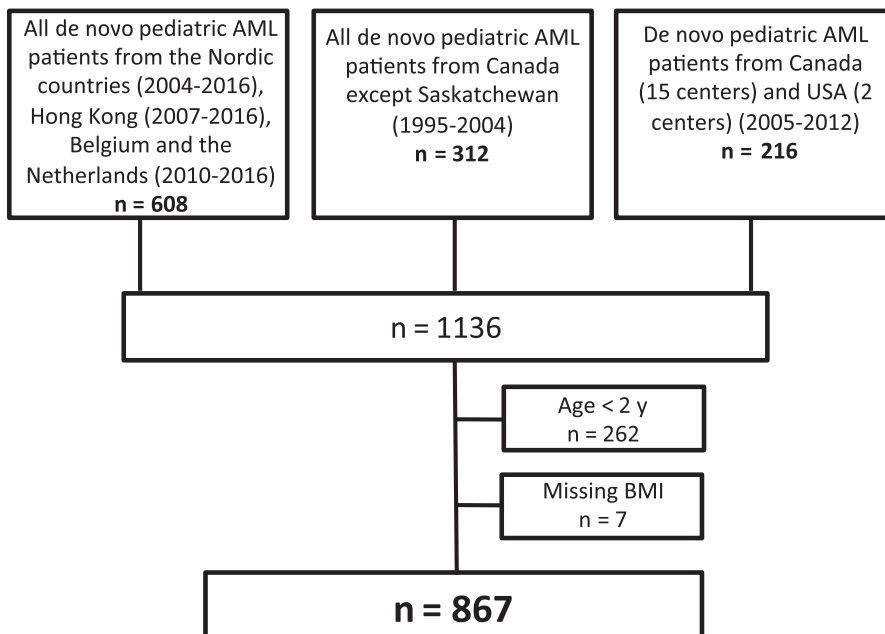 All de novo pediatric AML
patients from the Nordic
countries (2004-2016),
Hong Kong (2007-2016),
Belgium and the
Netherlands (2010-2016)
n = 608
All de novo pediatric AML
patients from Canada
except Saskatchewan
(1995-2004)
n = 312
De novo pediatric AML
patients from Canada
(15 centers) and USA (2
centers) (2005-2012)
n = 216
n = 1136
Age < 2 y
n = 262
Missing BMI
n = 7
n = 867